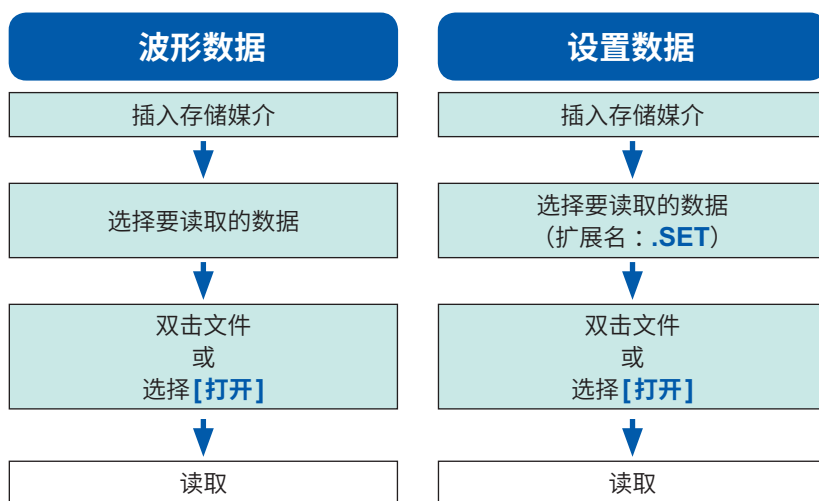 波形数据
插入存储媒介
选择要读取的数据
双击文件
或
选择[打开]
读取
设置数据
插入存储媒介
选择要读取的数据
（扩展名：.SET）
双击文件
或
选择[打开]
读取